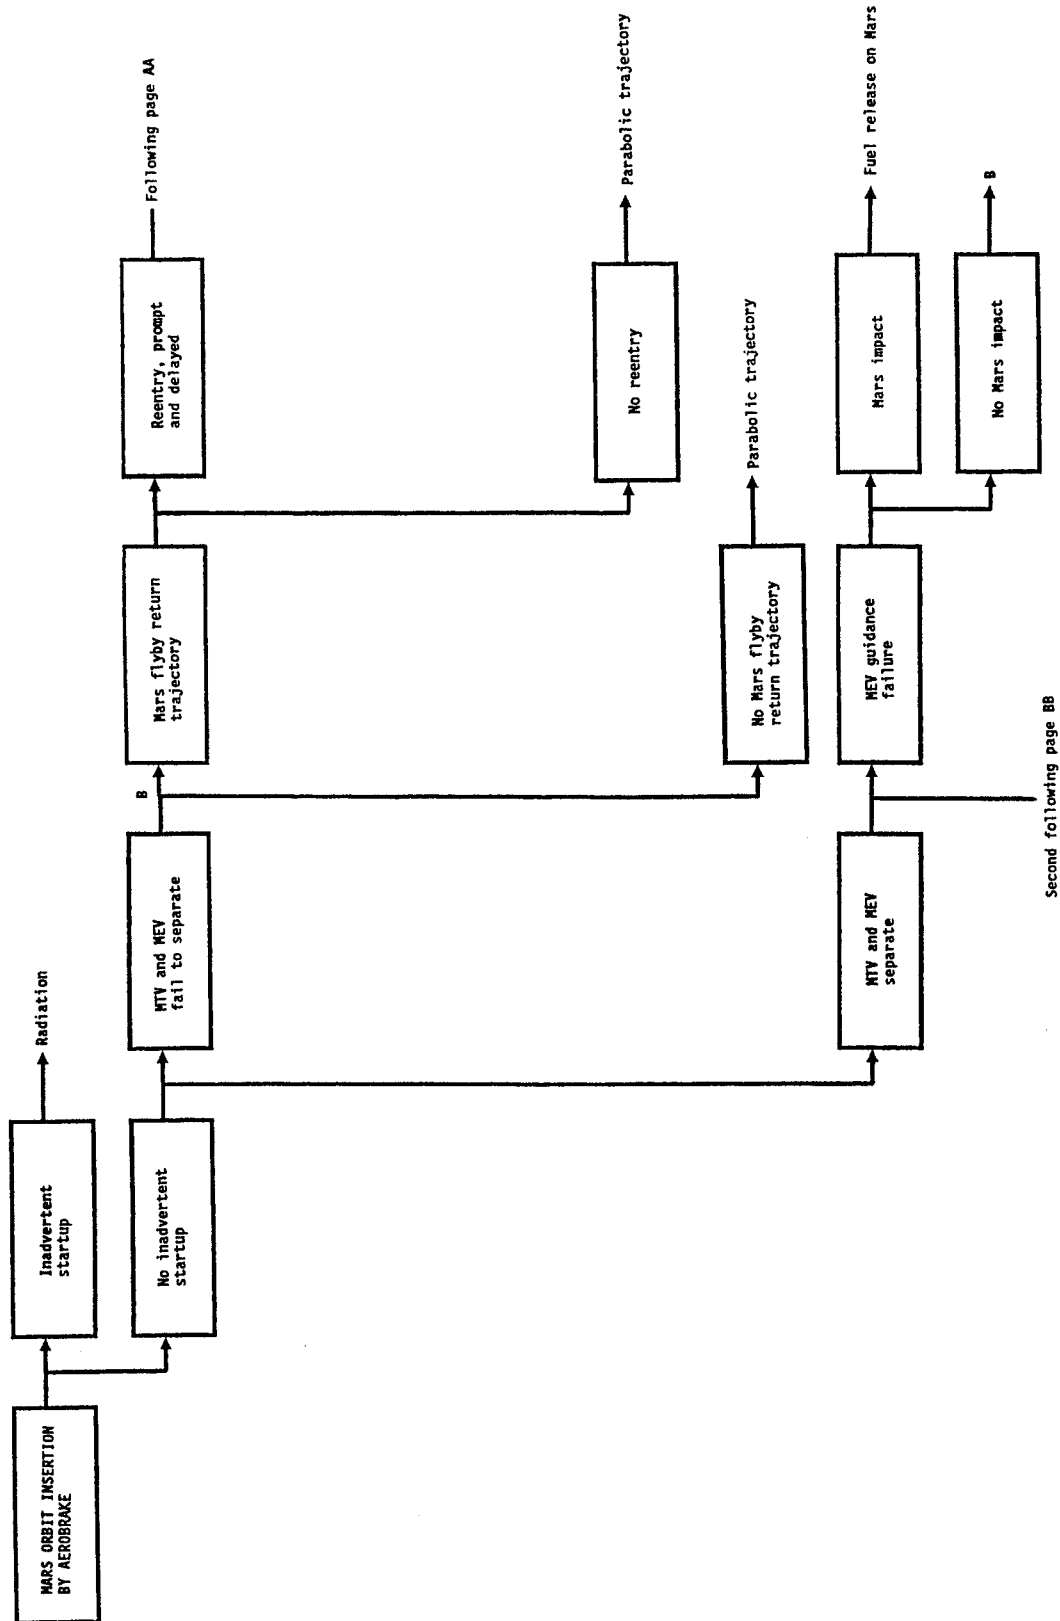 MARS ORBIT INSERTION
BY AEROBRAKE
Inadvertent
startup
Radiation
No inadvertent
startup
MTV and MEV
fail to separate
B
Mars flyby return
trajectory
Reentry, prompt
and delayed
Following page AA
No reentry
Parabolic trajectory
No Mars flyby
return trajectory
Parabolic trajectory
MTV and MEV
separate
MEV guidance
failure
Mars impact
Fuel release on Mars
No Mars impact
B
Second following page BB